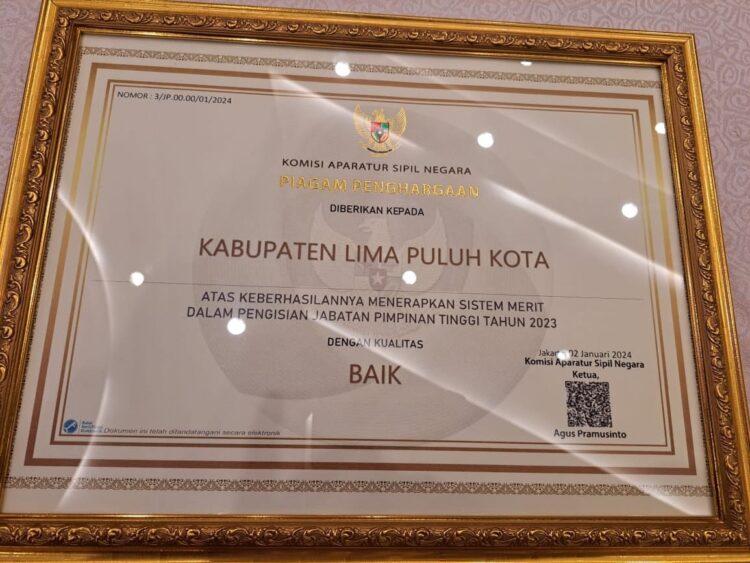 NOMOR : 3/JP.00.00/01/2024
KOMISI APARATUR SIPIL NEGARA
PIAGAM PENGHARGAAN
DIBERIKAN KEPADA
KABUPATEN LIMA PULUH KOTA
ATAS KEBERHASILANNYA MENERAPKAN SISTEM MERIT
DALAM PENGISIAN JABATAN PIMPINAN TINGGI TAHUN 2023
DENGAN KUALITAS
BAIK
Jakarta, 02 Januari 2024
Komisi Aparatur Sipil Negara
Ketua,
Agus Pramusinto
Dokumen ini telah ditandatangani secara elektronik